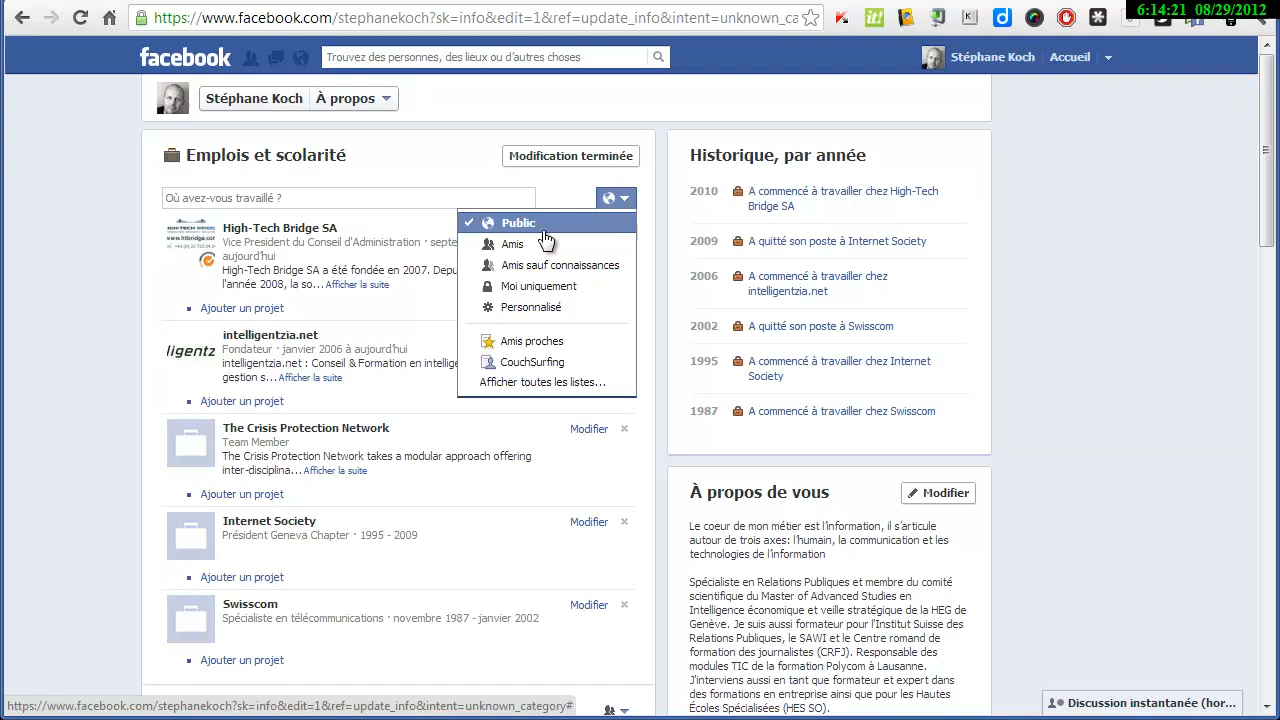 https://www.facebook.com/stephanekoch?sk=info&edit=1&ref=update_info&intent=unknown_ca
6:14:21 08/29/2012
facebook
Trouvez des personnes, des lieux ou d'autres choses
Stéphane Koch
Accueil
Stéphane Koch
À propos
Emplois et scolarité
Modification terminée
Où avez-vous travaillé ?
Public
Amis
Amis sauf connaissances
Moi uniquement
Personnalisé
Amis proches
CouchSurfing
Afficher toutes les listes...
High-Tech Bridge SA
Vice President du Conseil d'Administration · septe
aujourd'hui
High-Tech Bridge SA a été fondée en 2007. Depu
l'année 2008, la so... Afficher la suite
Ajouter un projet
intelligentzia.net
Fondateur · janvier 2006 à aujourd'hui
intelligentzia.net : Conseil & Formation en intellige
gestion s... Afficher la suite
Ajouter un projet
The Crisis Protection Network
Modifier
Team Member
The Crisis Protection Network takes a modular approach offering
inter-disciplina... Afficher la suite
Ajouter un projet
Internet Society
Modifier
Président Geneva Chapter · 1995 - 2009
Ajouter un projet
Swisscom
Modifier
Spécialiste en télécommunications · novembre 1987 - janvier 2002
Ajouter un projet
Historique, par année
2010 A commencé à travailler chez High-Tech
Bridge SA
2009 A quitté son poste à Internet Society
2006 A commencé à travailler chez
intelligentzia.net
2002 A quitté son poste à Swisscom
1995 A commencé à travailler chez Internet
Society
1987 A commencé à travailler chez Swisscom
À propos de vous
Modifier
Le coeur de mon métier est l'information, il s'articule
autour de trois axes: l'humain, la communication et les
technologies de l'information
Spécialiste en Relations Publiques et membre du comité
scientifique du Master of Advanced Studies en
Intelligence économique et veille stratégique de la HEG de
Genève. Je suis aussi formateur pour l'Institut Suisse des
Relations Publiques, le SAWI et le Centre romand de
formation des journalistes (CRFJ). Responsable des
modules TIC de la formation Polycom à Lausanne.
J'interviens aussi en tant que formateur et expert dans
des formations en entreprise ainsi que pour les Hautes
Écoles Spécialisées (HES SO).
https://www.facebook.com/stephanekoch?sk=info&edit=1&ref=update_info&intent=unknown_category#
Discussion instantanée (hor...